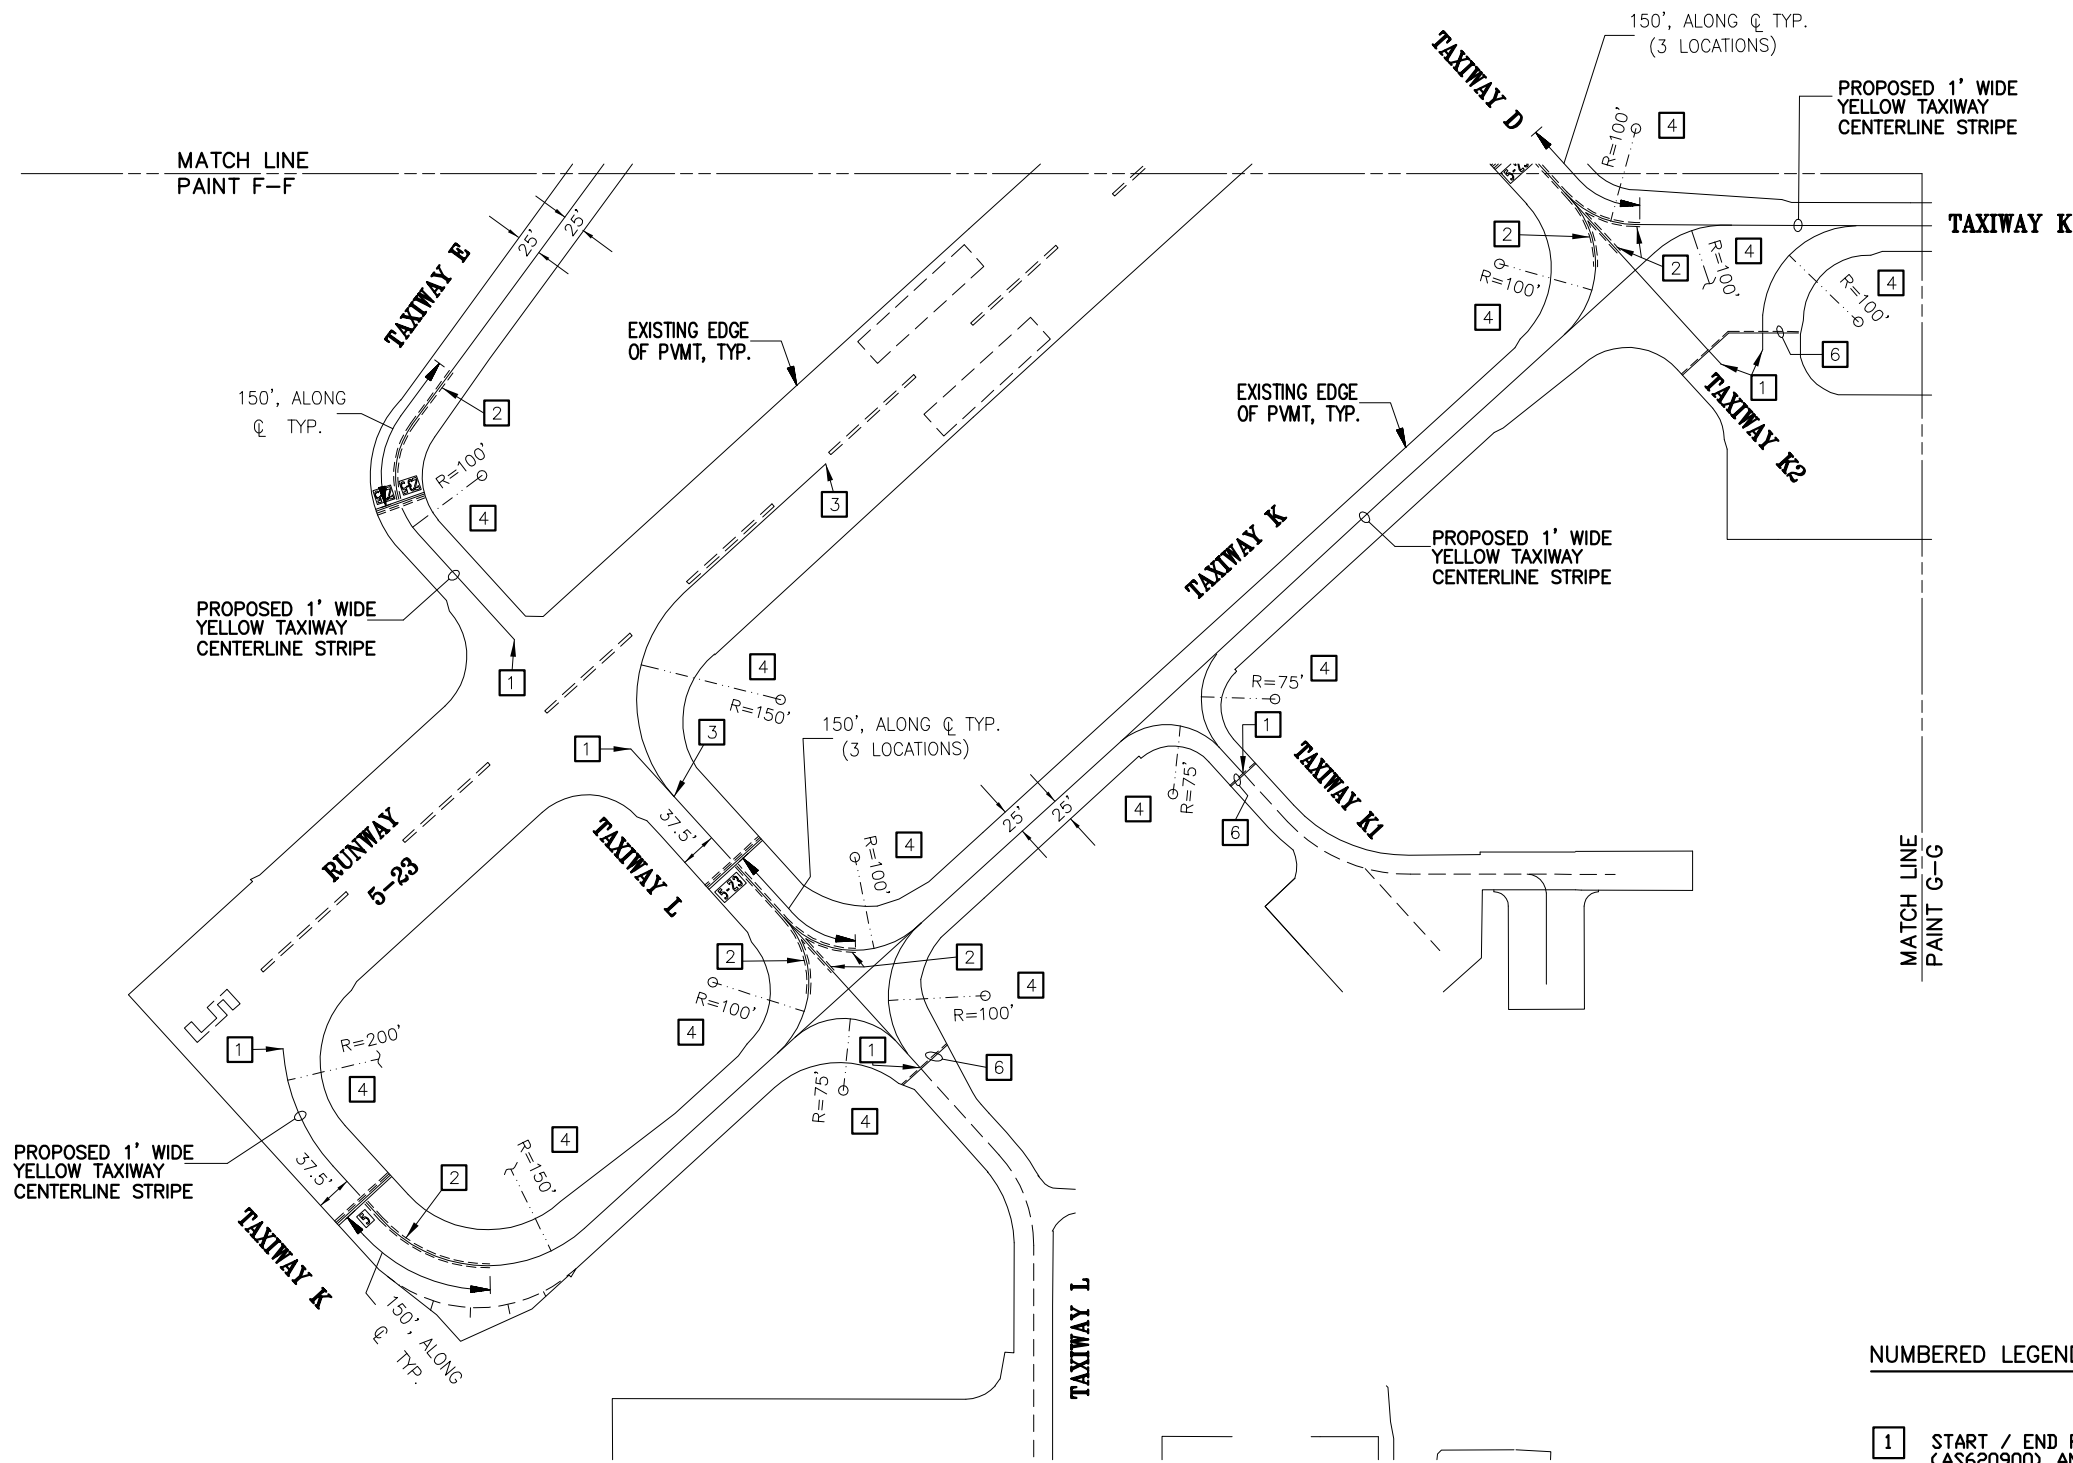 150', ALONG ℄ TYP.
(3 LOCATIONS)
TAXIWAY D
PROPOSED 1' WIDE
YELLOW TAXIWAY
CENTERLINE STRIPE
R=100'
4
MATCH LINE
PAINT F-F
TAXIWAY K
25'
25'
TAXIWAY E
2
2
R=100'
4
R=100'
4
R=100'
4
EXISTING EDGE
OF PVMT, TYP.
6
1
TAXIWAY K2
150', ALONG
℄ TYP.
2
EXISTING EDGE
OF PVMT, TYP.
R=100'
4
3
TAXIWAY K
PROPOSED 1' WIDE
YELLOW TAXIWAY
CENTERLINE STRIPE
PROPOSED 1' WIDE
YELLOW TAXIWAY
CENTERLINE STRIPE
1
4
R=150'
R=75'
4
1
3
150', ALONG ℄ TYP.
(3 LOCATIONS)
1
TAXIWAY K1
R=75'
4
6
25'
25'
37.5'
RUNWAY
5-23
TAXIWAY L
R=100'
4
5-23
MATCH LINE
PAINT G-G
2
2
R=100'
4
R=100'
4
5
1
R=200'
4
1
6
R=75'
4
PROPOSED 1' WIDE
YELLOW TAXIWAY
CENTERLINE STRIPE
37.5'
2
R=150'
4
5
TAXIWAY K
150', ALONG
℄ TYP.
TAXIWAY L
NUMBERED LEGEND
1 START / END
(AS620900)